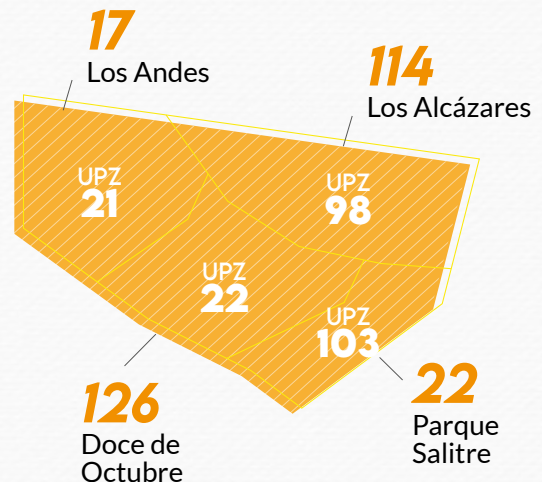 17
Los Andes
114
Los Alcázares
UPZ
21
UPZ
98
UPZ
22
UPZ
103
126
Doce de
Octubre
22
Parque
Salitre